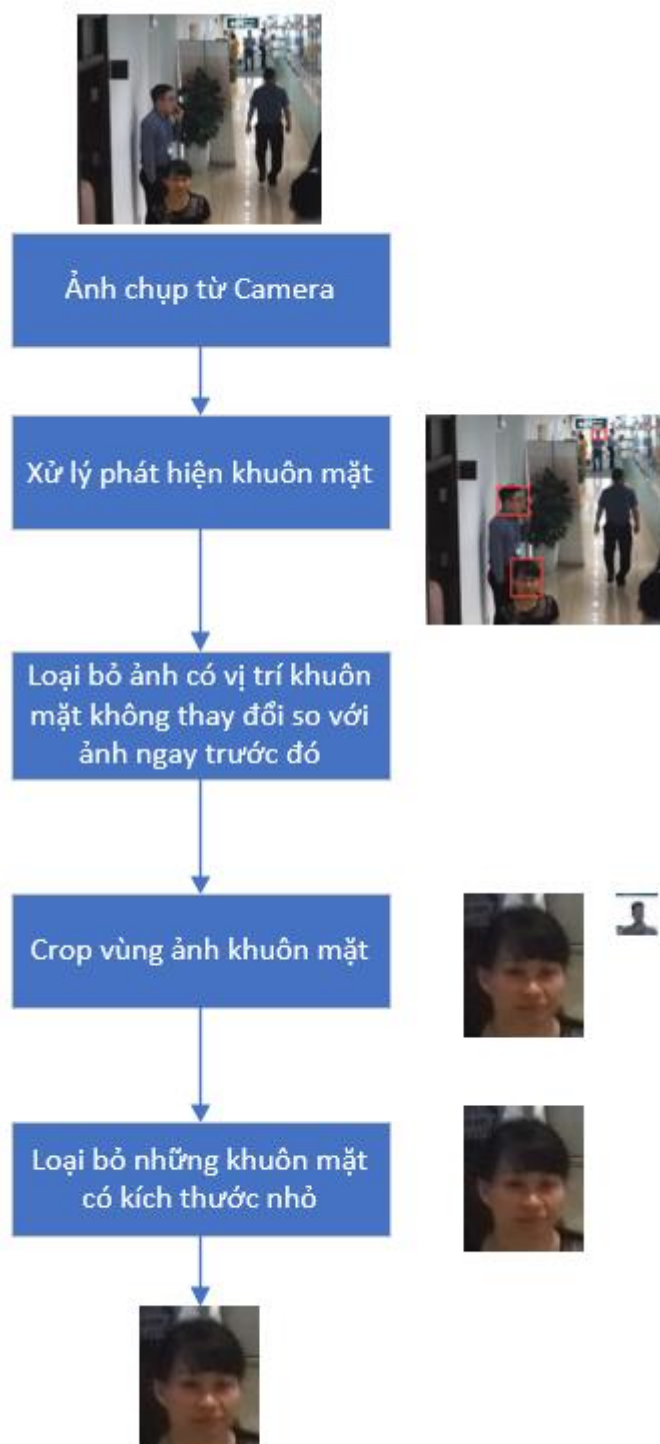 Ảnh chụp từ Camera
Xử lý phát hiện khuôn mặt
Loại bỏ ảnh có vị trí khuôn
mặt không thay đổi so với
ảnh ngay trước đó
Crop vùng ảnh khuôn mặt
Loại bỏ những khuôn mặt
có kích thước nhỏ